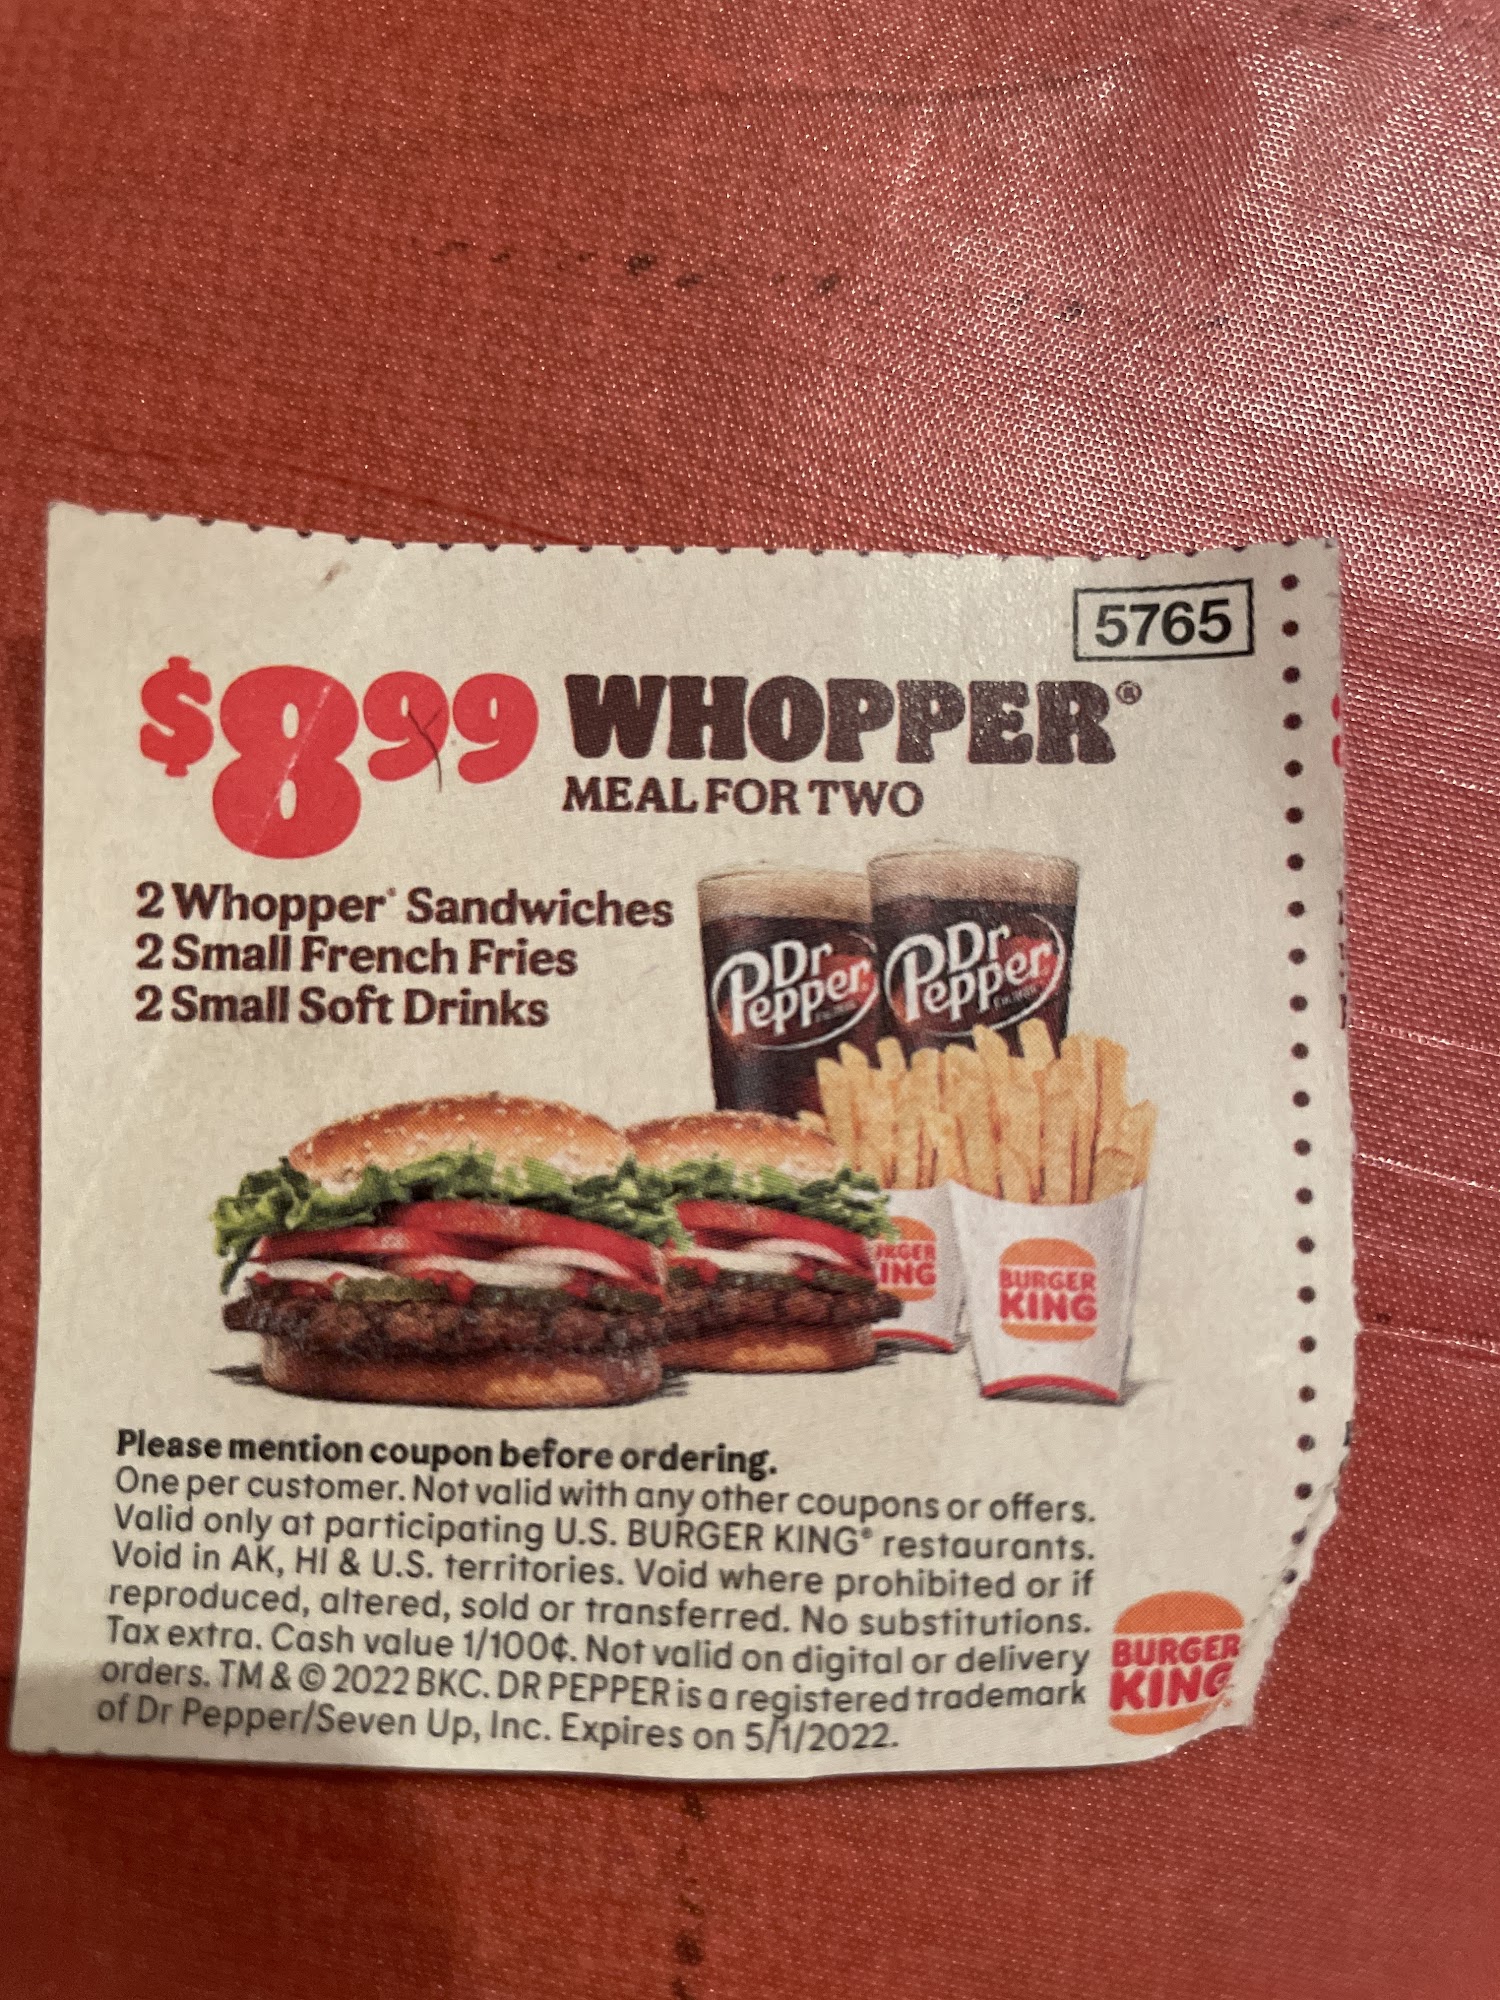 5765
$8 99 WHOPPER®
MEAL FOR TWO
2 Whopper® Sandwiches
2 Small French Fries
2 Small Soft Drinks
Dr Pepper
Dr Pepper
BURGER
KING
Please mention coupon before ordering.
One per customer. Not valid with any other coupons or offers.
Valid only at participating U.S. BURGER KING® restaurants.
Void in AK, HI & U.S. territories. Void where prohibited or if
reproduced, altered, sold or transferred. No substitutions.
Tax extra. Cash value 1/100¢. Not valid on digital or delivery
orders. TM & © 2022 BKC. DR PEPPER is a registered trademark
of Dr Pepper/Seven Up, Inc. Expires on 5/1/2022.
BURGER
KING